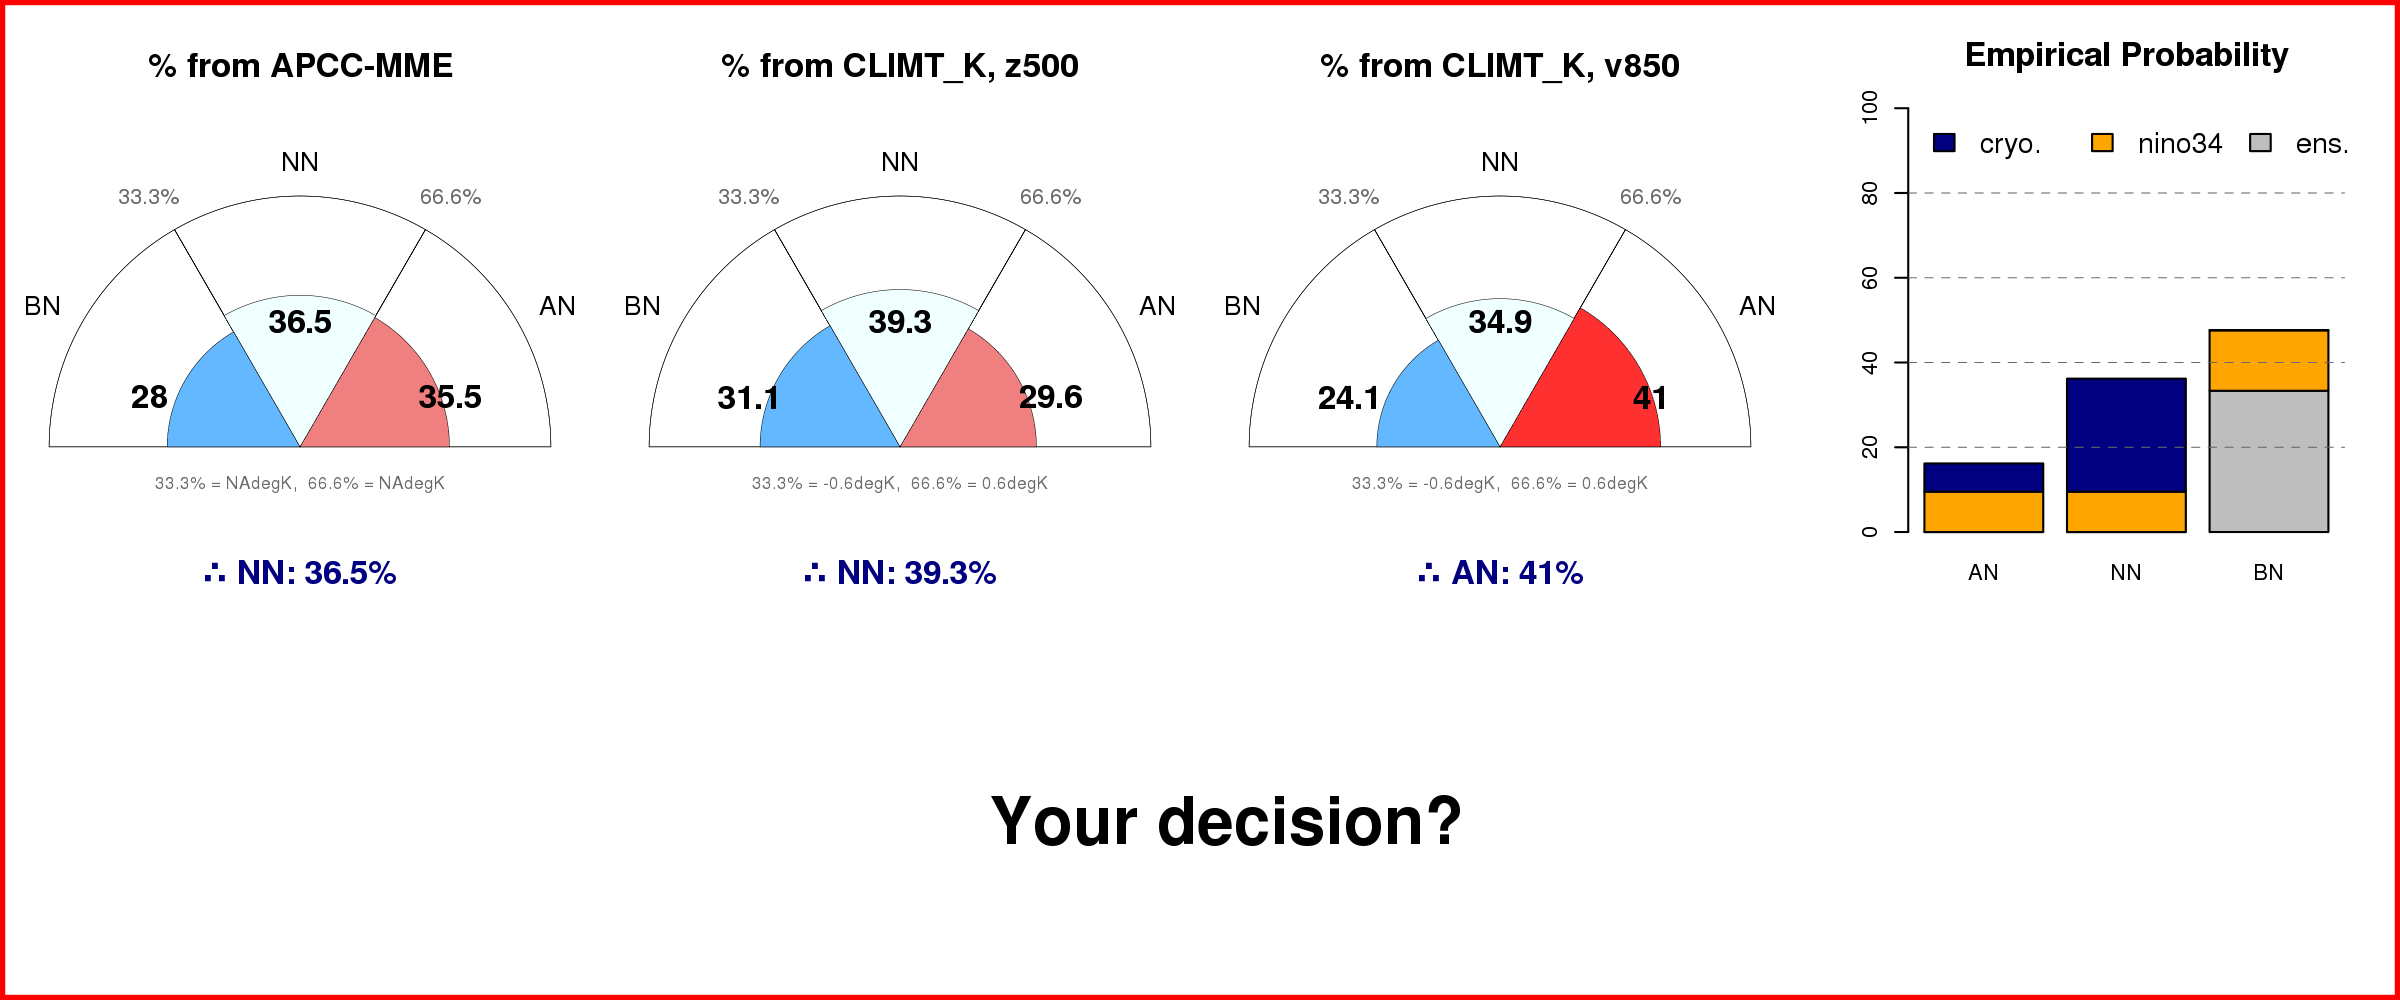 % from APCC-MME
NN
33.3%
66.6%
BN
AN
36.5
28
35.5
33.3% = NAdegK, 66.6% = NAdegK
∴ NN: 36.5%
% from CLIMT_K, z500
NN
33.3%
66.6%
BN
AN
39.3
31.1
29.6
33.3% = -0.6degK, 66.6% = 0.6degK
∴ NN: 39.3%
% from CLIMT_K, v850
NN
33.3%
66.6%
BN
AN
34.9
24.1
41
33.3% = -0.6degK, 66.6% = 0.6degK
∴ AN: 41%
Empirical Probability
100
80
60
40
20
0
cryo. nino34 ens.
AN NN BN
Your decision?